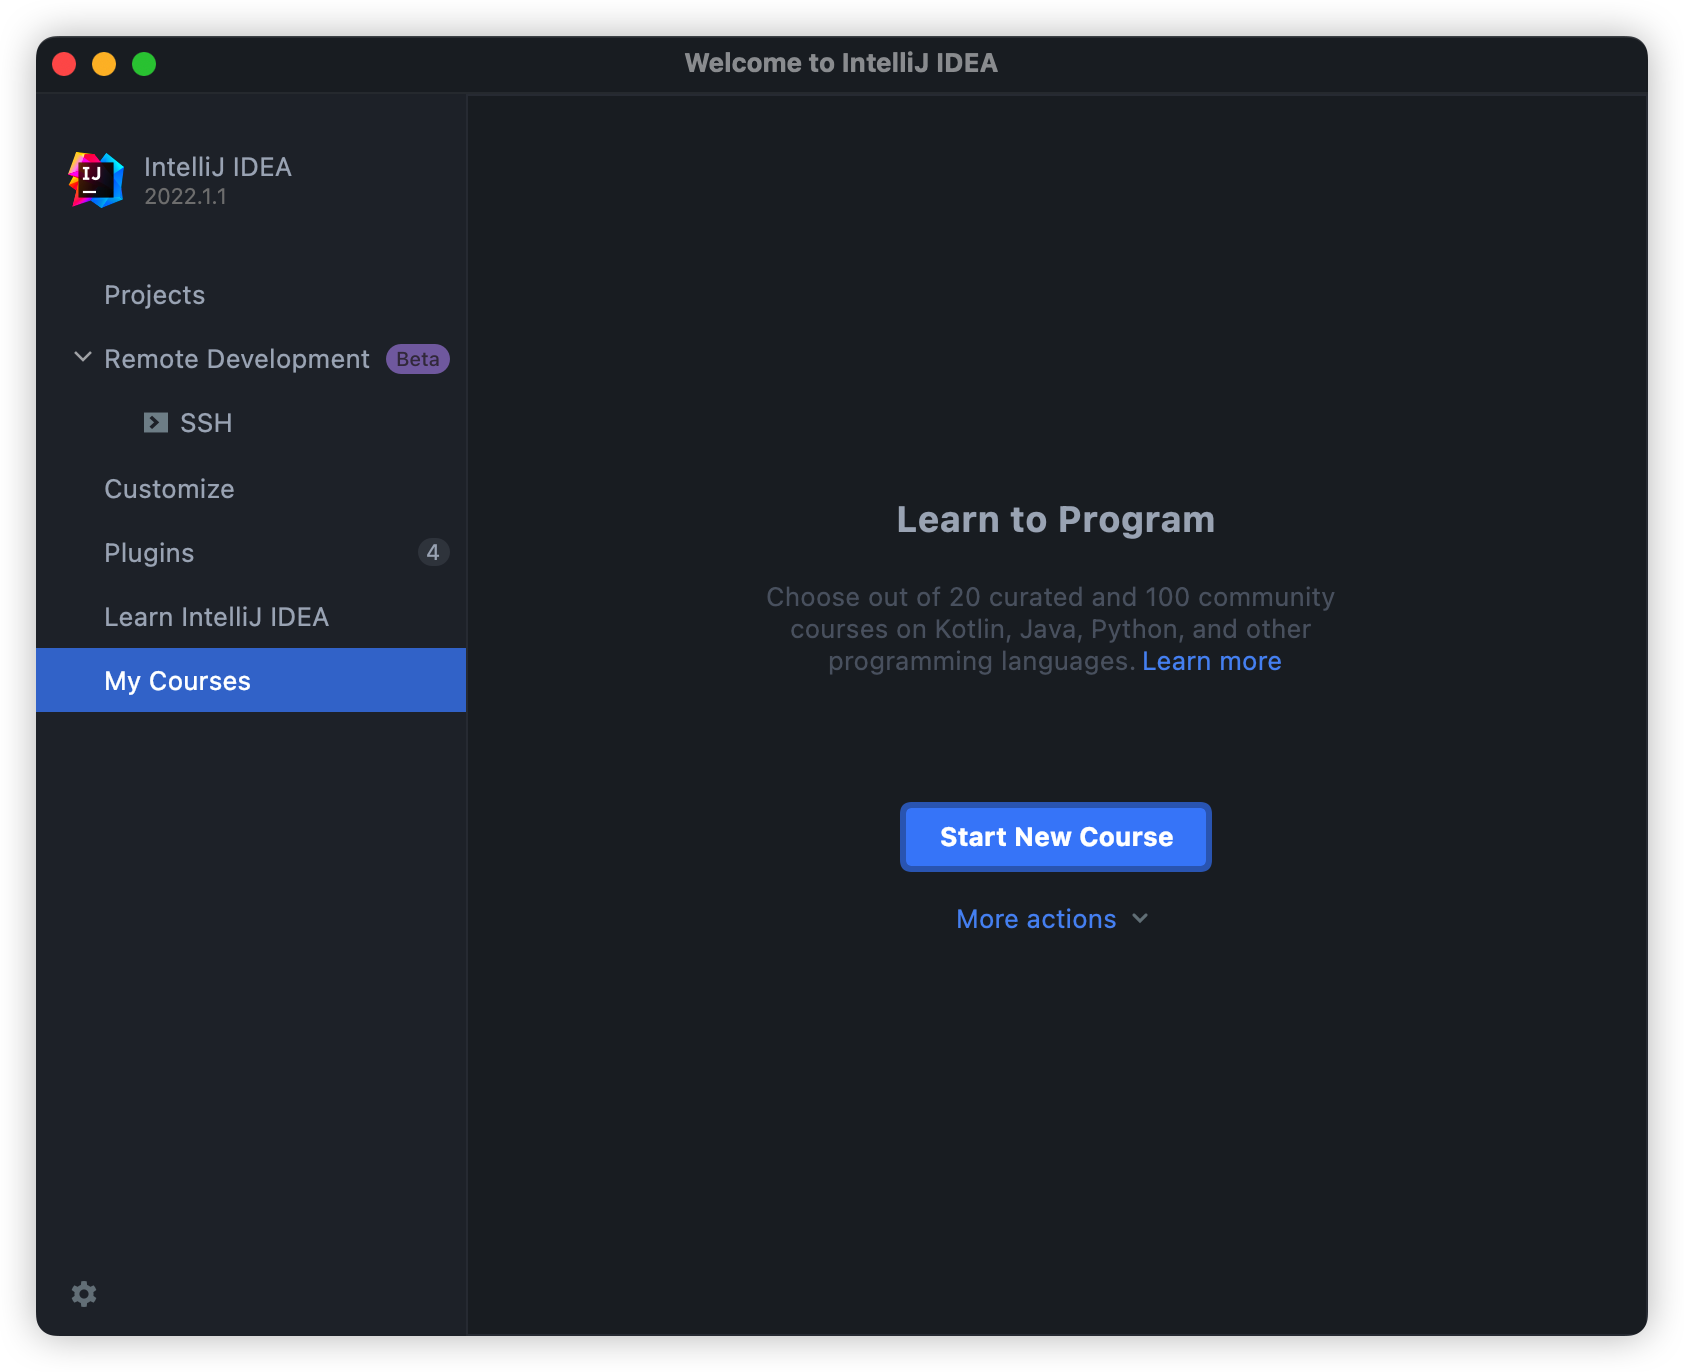 Welcome to IntelliJ IDEA
IJ
IntelliJ IDEA
2022.1.1
Projects
Remote Development Beta
SSH
Customize
Plugins 4
Learn IntelliJ IDEA
My Courses
Learn to Program
Choose out of 20 curated and 100 community
courses on Kotlin, Java, Python, and other
programming languages. Learn more
Start New Course
More actions